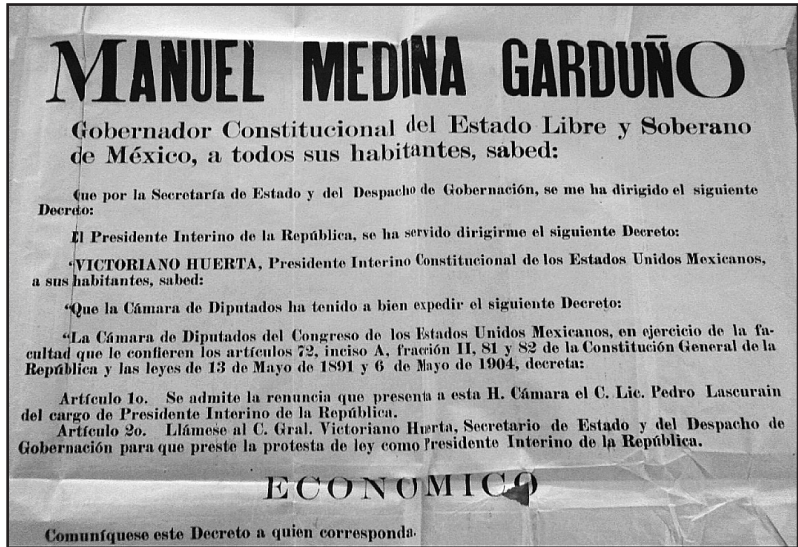 MANUEL MEDINA GARDUÑO
Gobernador Constitucional del Estado Libre y Soberano
de México, a todos sus habitantes, sabed:
Que por la Secretaría de Estado y del Despacho de Gobernación, se me ha dirigido el siguiente
Decreto:
El Presidente Interino de la República, se ha servido dirigirme el siguiente Decreto:
"VICTORIANO HUERTA, Presidente Interino Constitucional de los Estados Unidos Mexicanos,
a sus habitantes, sabed:
"Que la Cámara de Diputados ha tenido a bien expedir el siguiente Decreto:
"La Cámara de Diputados del Congreso de los Estados Unidos Mexicanos, en ejercicio de la fa-
cultad que le confieren los artículos 72, inciso A, fracción II, 81 y 82 de la Constitución General de la
República y las leyes de 13 de Mayo de 1891 y 6 de Mayo de 1904, decreta:
Artículo 1o. Se admite la renuncia que presenta a esta H. Cámara el C. Lic. Pedro Lascurain
del cargo de Presidente Interino de la República.
Artículo 2o. Llámese al C. Gral. Victoriano Huerta, Secretario de Estado y del Despacho de
Gobernación para que preste la protesta de ley como Presidente Interino de la República.
ECONOMICO
Comuníquese este Decreto a quien corresponda.